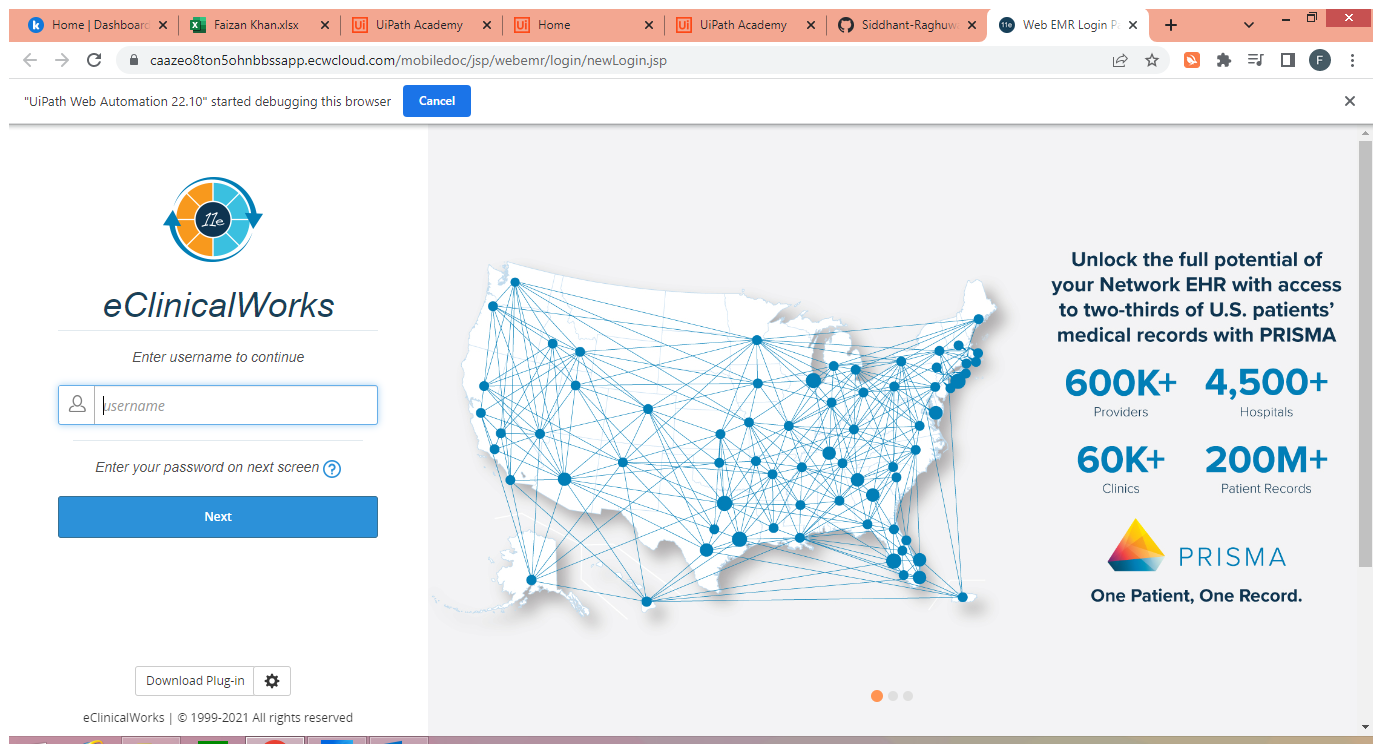 Home | Dashboard
Faizan Khan.xlsx
UiPath Academy
Home
UiPath Academy
Siddhant-Raghuw
Web EMR Login P
caazeo8ton5ohnbbssapp.ecwcloud.com/mobiledoc/jsp/webemr/login/newLogin.jsp
F
"UiPath Web Automation 22.10" started debugging this browser
Cancel
11e
eClinicalWorks
Enter username to continue
username
Enter your password on next screen ?
Next
Download Plug-in
eClinicalWorks | © 1999-2021 All rights reserved
Unlock the full potential of
your Network EHR with access
to two-thirds of U.S. patients’
medical records with PRISMA
600K+ 4,500+
Providers Hospitals
60K+ 200M+
Clinics Patient Records
PRISMA
One Patient, One Record.